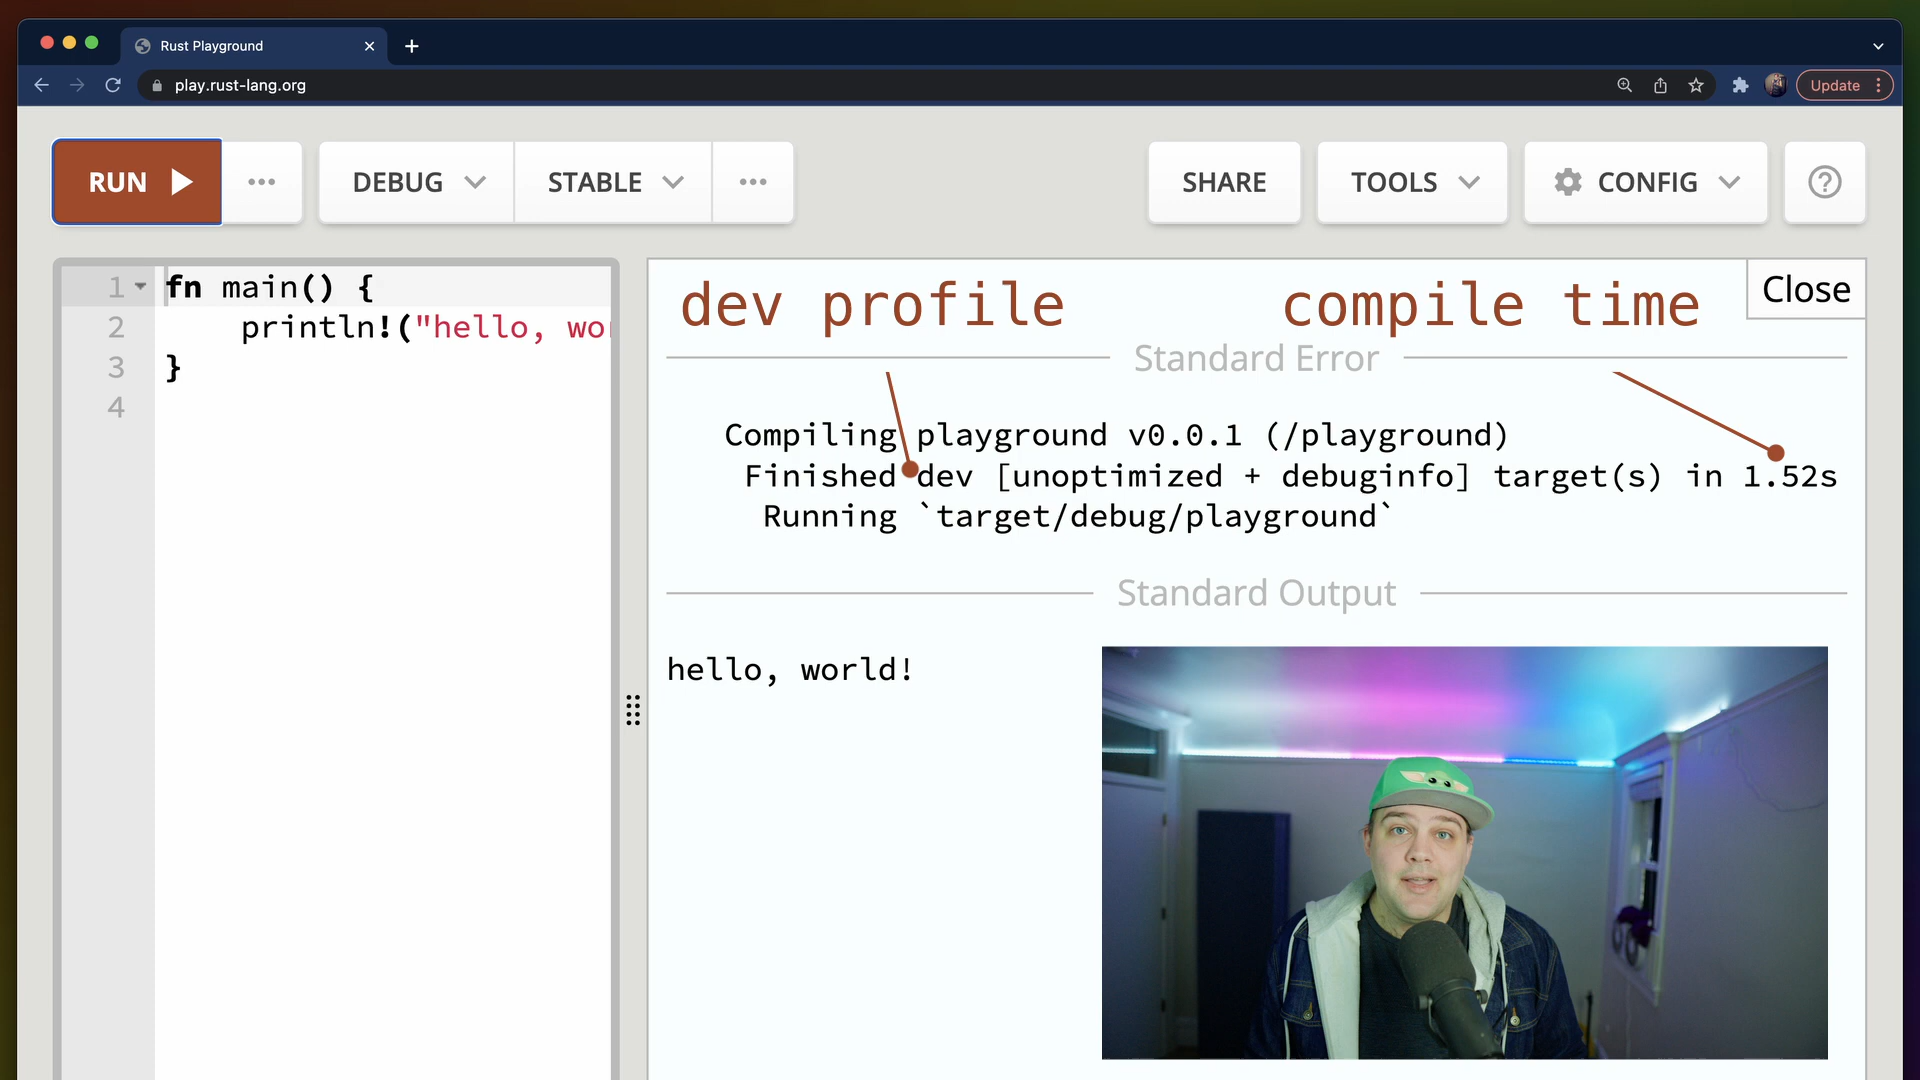 Rust Playground
play.rust-lang.org
Update
RUN
DEBUG
STABLE
SHARE
TOOLS
CONFIG
1 fn main() {
2 println!("hello, wor
3 }
4
dev profile
compile time
Close
Standard Error
Compiling playground v0.0.1 (/playground)
Finished dev [unoptimized + debuginfo] target(s) in 1.52s
Running `target/debug/playground`
Standard Output
hello, world!